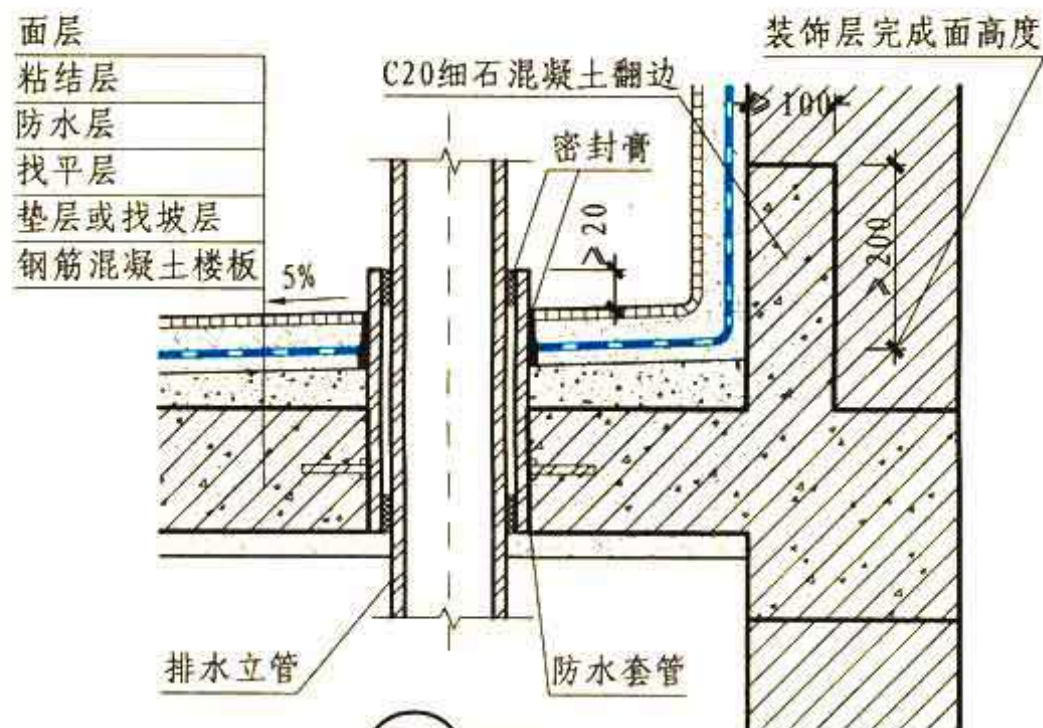 面层
粘结层
防水层
找平层
垫层或找坡层
钢筋混凝土楼板
装饰层完成面高度
C20细石混凝土翻边
≥100
密封膏
≥20
≥200
5%
排水立管
防水套管